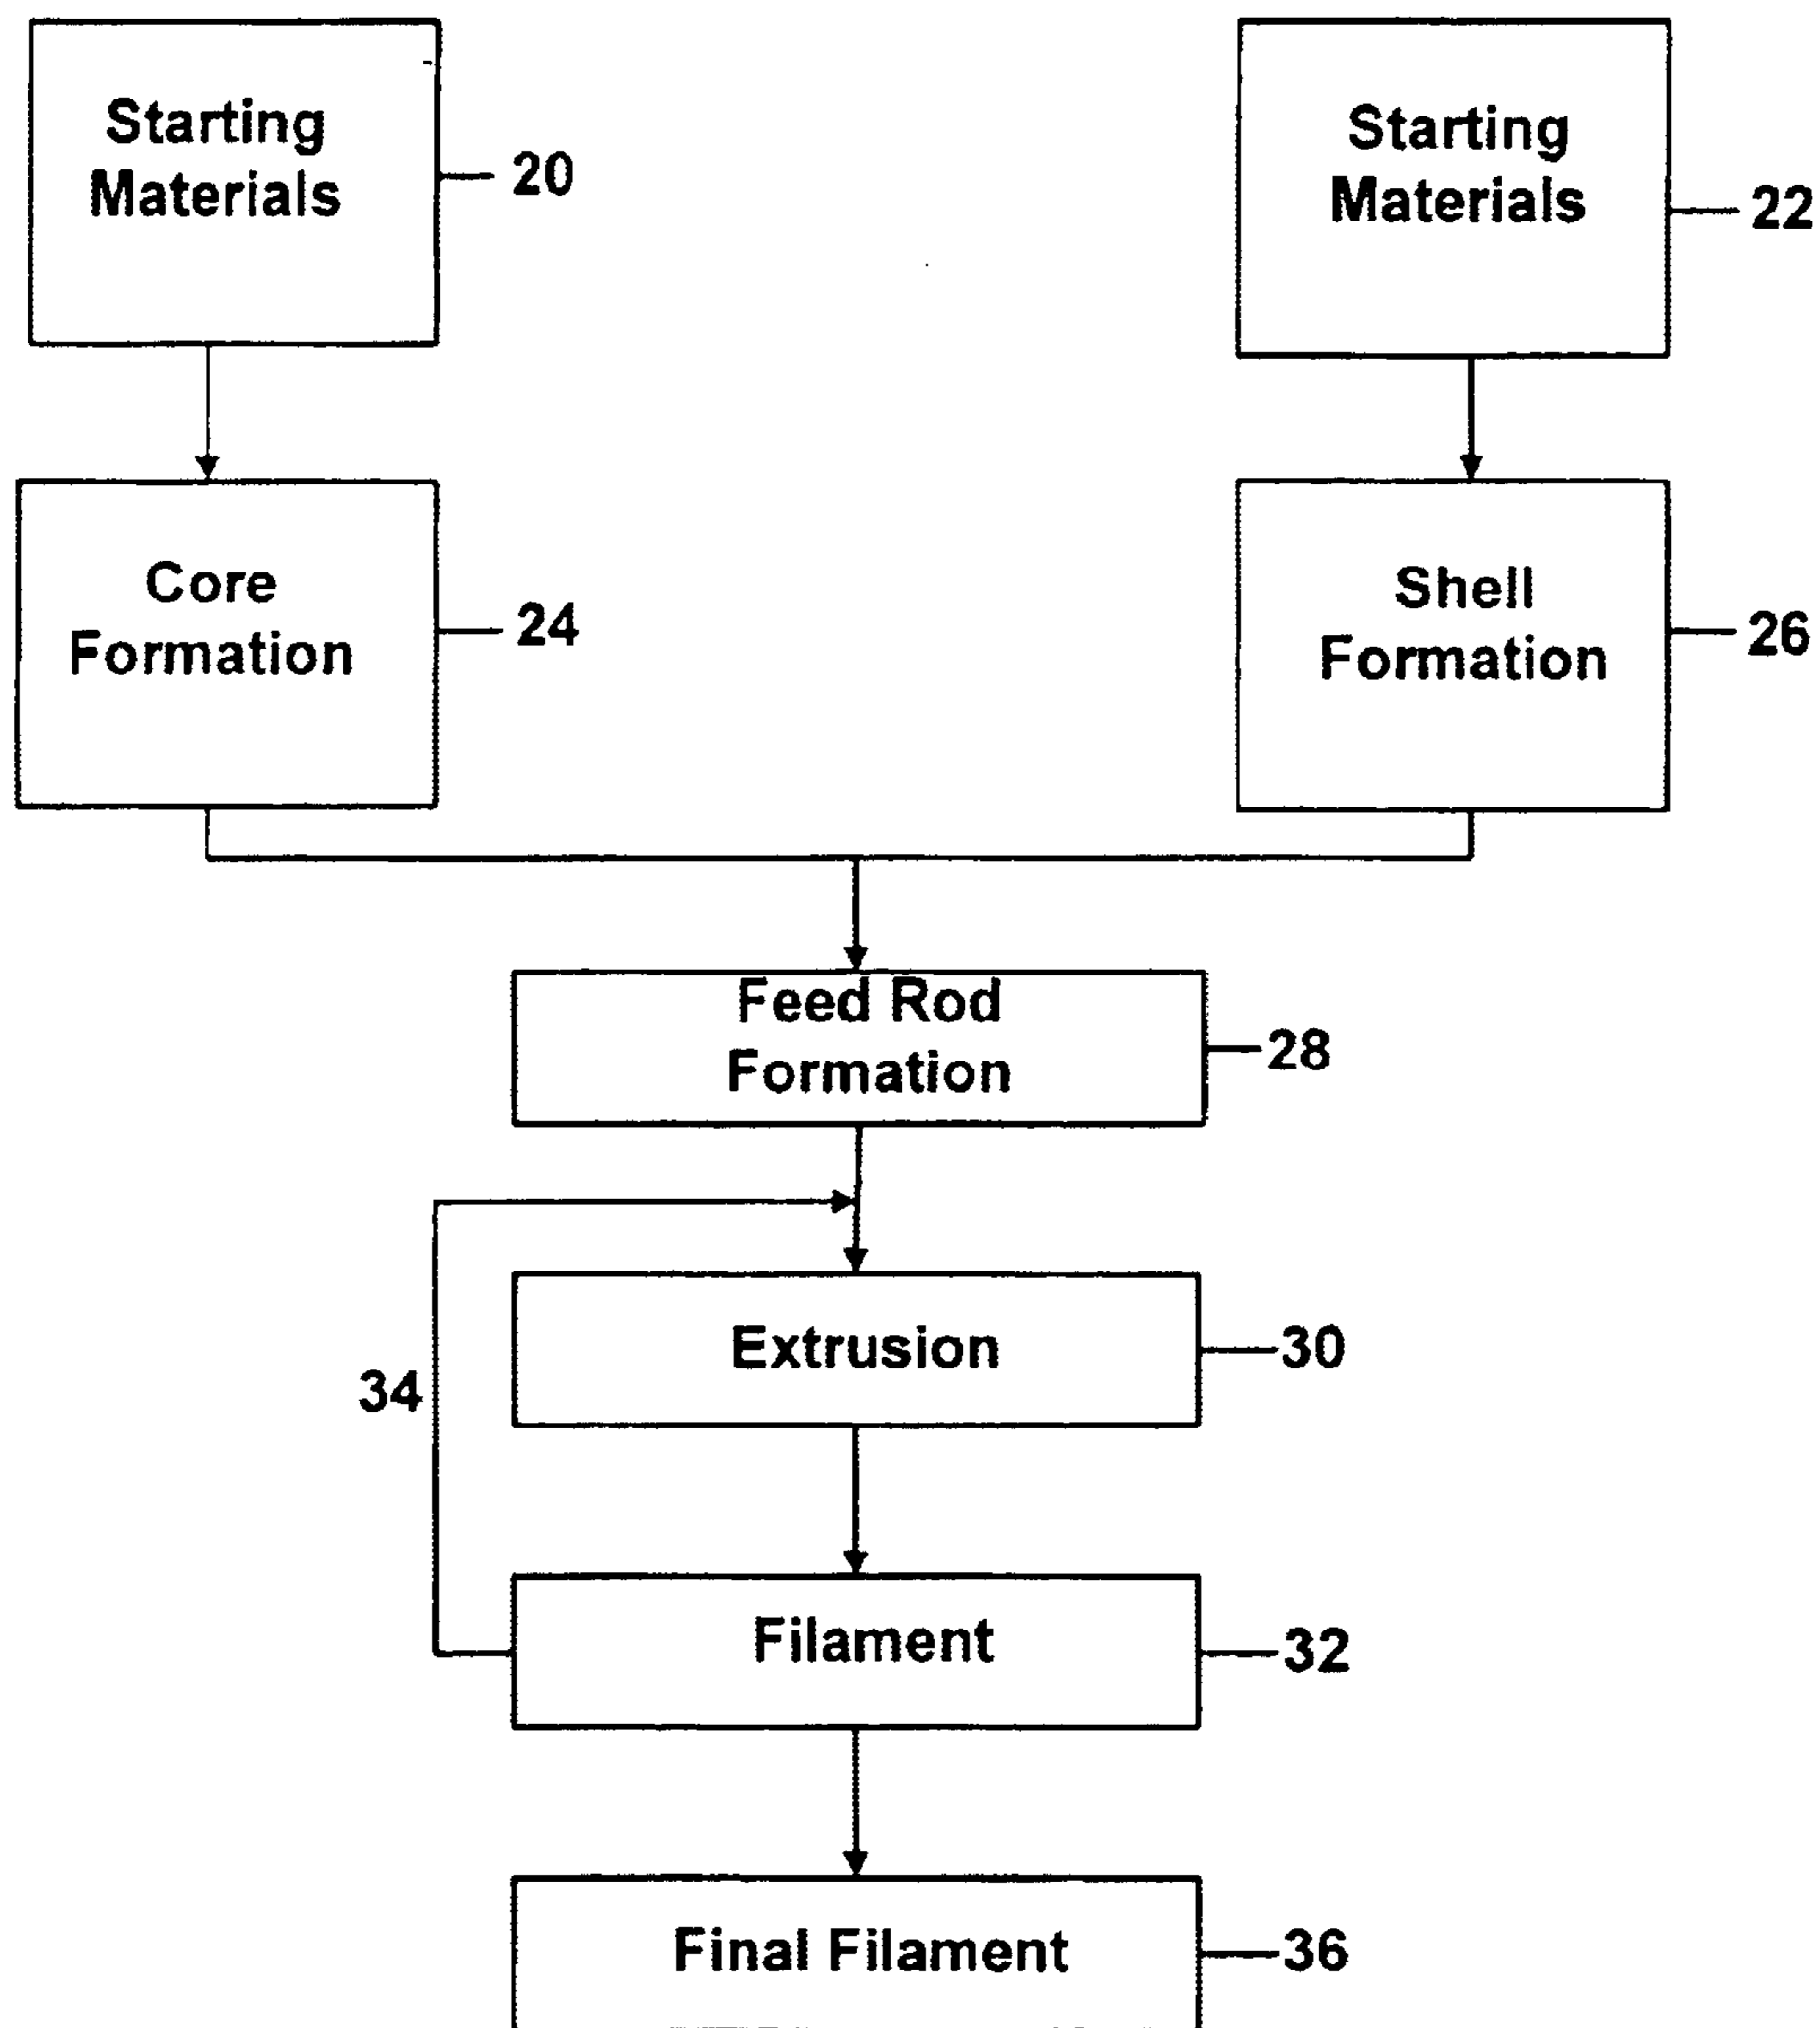 Starting
Materials
20
Starting
Materials
22
Core
Formation
24
Shell
Formation
26
Feed Rod
Formation
28
Extrusion
30
34
Filament
32
Final Filament
36